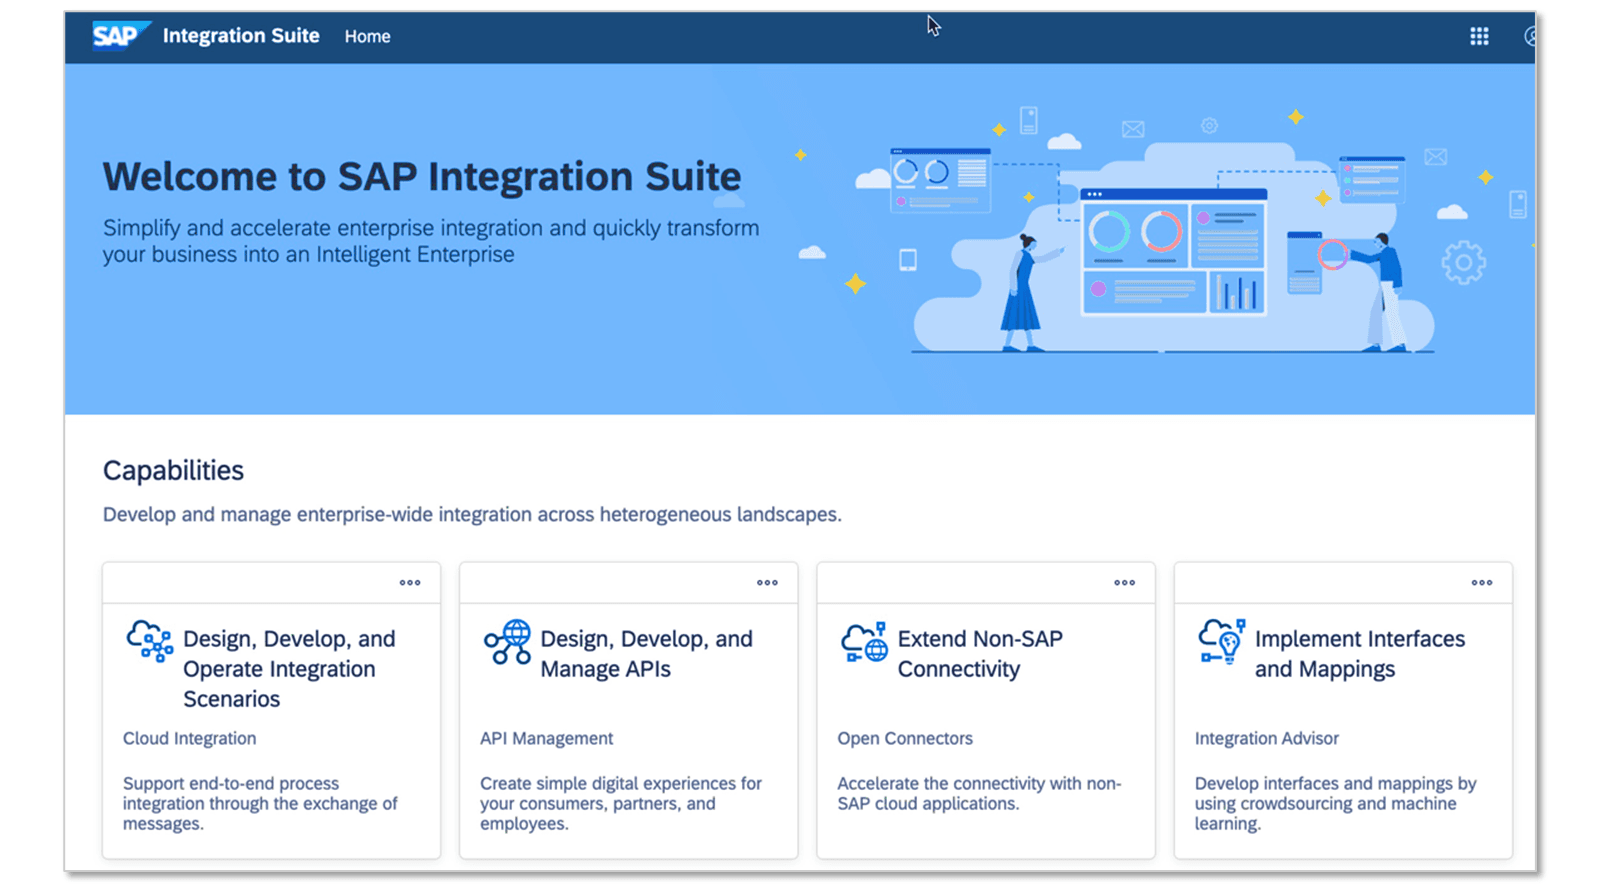 SAP Integration Suite Home
Welcome to SAP Integration Suite
Simplify and accelerate enterprise integration and quickly transform
your business into an Intelligent Enterprise
Capabilities
Develop and manage enterprise-wide integration across heterogeneous landscapes.
Design, Develop, and
Operate Integration
Scenarios
Cloud Integration
Support end-to-end process
integration through the exchange of
messages.
Design, Develop, and
Manage APIs
API Management
Create simple digital experiences for
your consumers, partners, and
employees.
Extend Non-SAP
Connectivity
Open Connectors
Accelerate the connectivity with non-
SAP cloud applications.
Implement Interfaces
and Mappings
Integration Advisor
Develop interfaces and mappings by
using crowdsourcing and machine
learning.